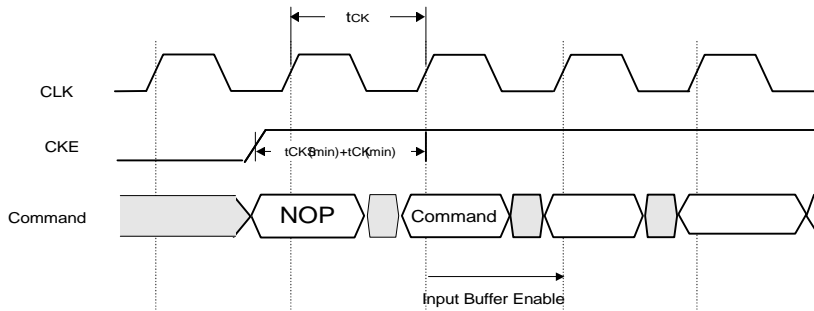 tCK
CLK
CKE
tCKS(min)+tCK(min)
Command
NOP
Command
Input Buffer Enable